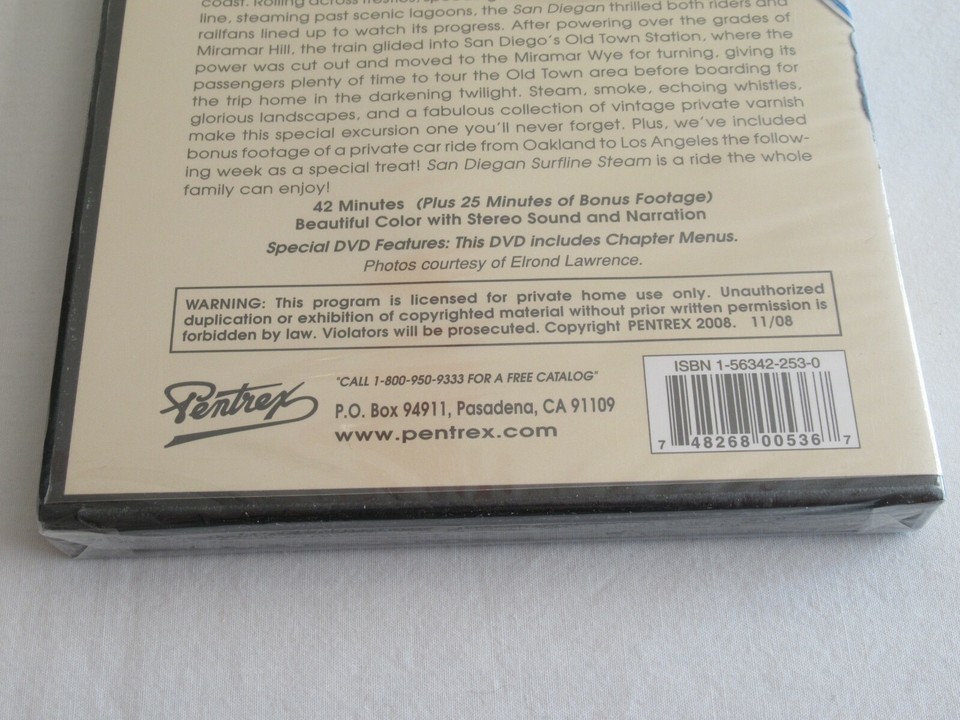 coast. Rolling across trestles,
line, steaming past scenic lagoons, the San Diegan thrilled both riders and
railfans lined up to watch its progress. After powering over the grades of
Miramar Hill, the train glided into San Diego's Old Town Station, where the
power was cut out and moved to the Miramar Wye for turning, giving its
passengers plenty of time to tour the Old Town area before boarding for
the trip home in the darkening twilight. Steam, smoke, echoing whistles,
glorious landscapes, and a fabulous collection of vintage private varnish
make this special excursion one you'll never forget. Plus, we've included
bonus footage of a private car ride from Oakland to Los Angeles the follow-
ing week as a special treat! San Diegan Surfline Steam is a ride the whole
family can enjoy!
42 Minutes (Plus 25 Minutes of Bonus Footage)
Beautiful Color with Stereo Sound and Narration
Special DVD Features: This DVD includes Chapter Menus.
Photos courtesy of Elrond Lawrence.
WARNING: This program is licensed for private home use only. Unauthorized
duplication or exhibition of copyrighted material without prior written permission is
forbidden by law. Violators will be prosecuted. Copyright PENTREX 2008. 11/08
Pentrex
"CALL 1-800-950-9333 FOR A FREE CATALOG"
P.O. Box 94911, Pasadena, CA 91109
www.pentrex.com
ISBN 1-56342-253-0
7 48268 00536 7